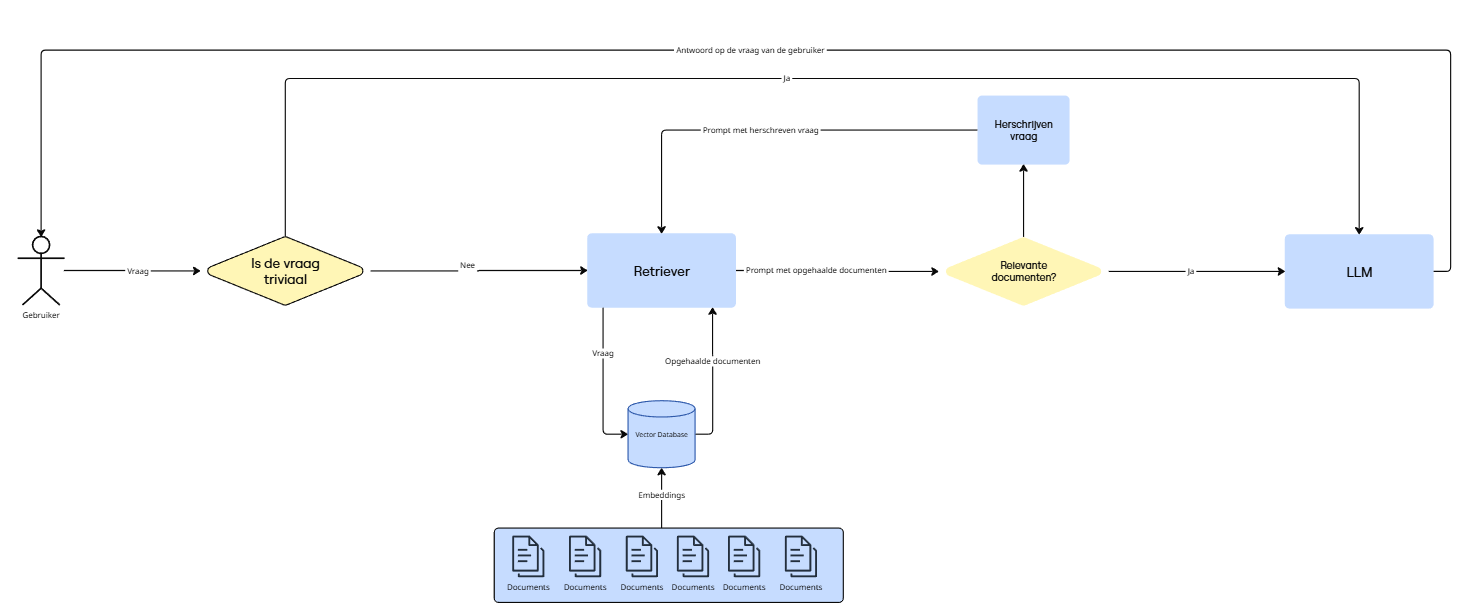 Antwoord op de vraag van de gebruiker
Ja
Herschrijven
vraag
Prompt met herschreven vraag
Gebruiker
Vraag
Is de vraag
triviaal
Nee
Retriever
Prompt met opgehaalde documenten
Relevante
documenten?
Ja
LLM
Vraag
Opgehaalde documenten
Vector Database
Embeddings
Documents
Documents
Documents
Documents
Documents
Documents